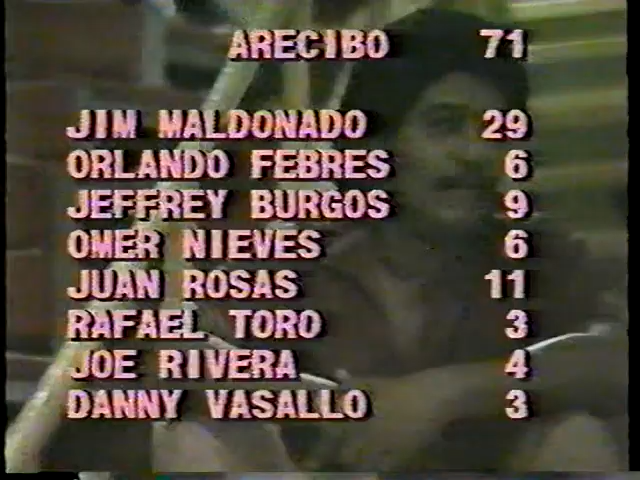 ARECIBO 71
JIM MALDONADO 29
ORLANDO FEBRES 6
JEFFREY BURGOS 9
OMER NIEVES 6
JUAN ROSAS 11
RAFAEL TORO 3
JOE RIVERA 4
DANNY VASALLO 3